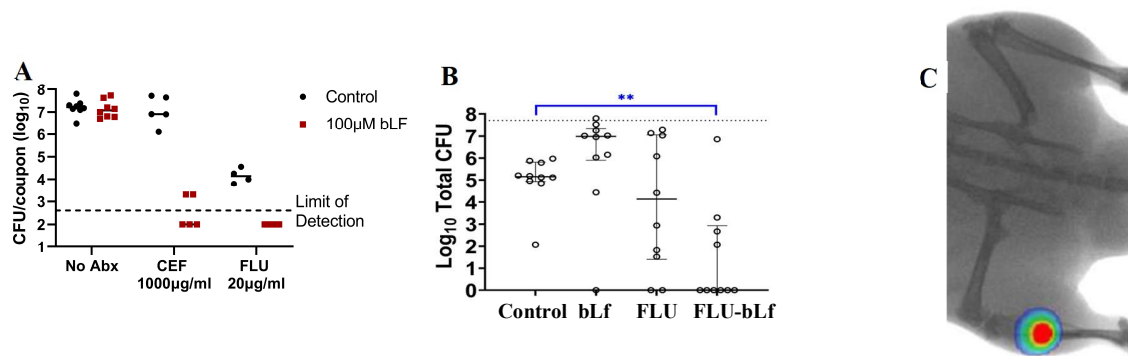 A
CFU/coupon (log10)
8
7
6
5
4
3
2
1
No Abx
CEF
1000µg/ml
FLU
20µg/ml
Control
100µM bLF
Limit of
Detection
B
**
Log10 Total CFU
8
7
6
5
4
3
2
1
0
Control bLf FLU FLU-bLf
C